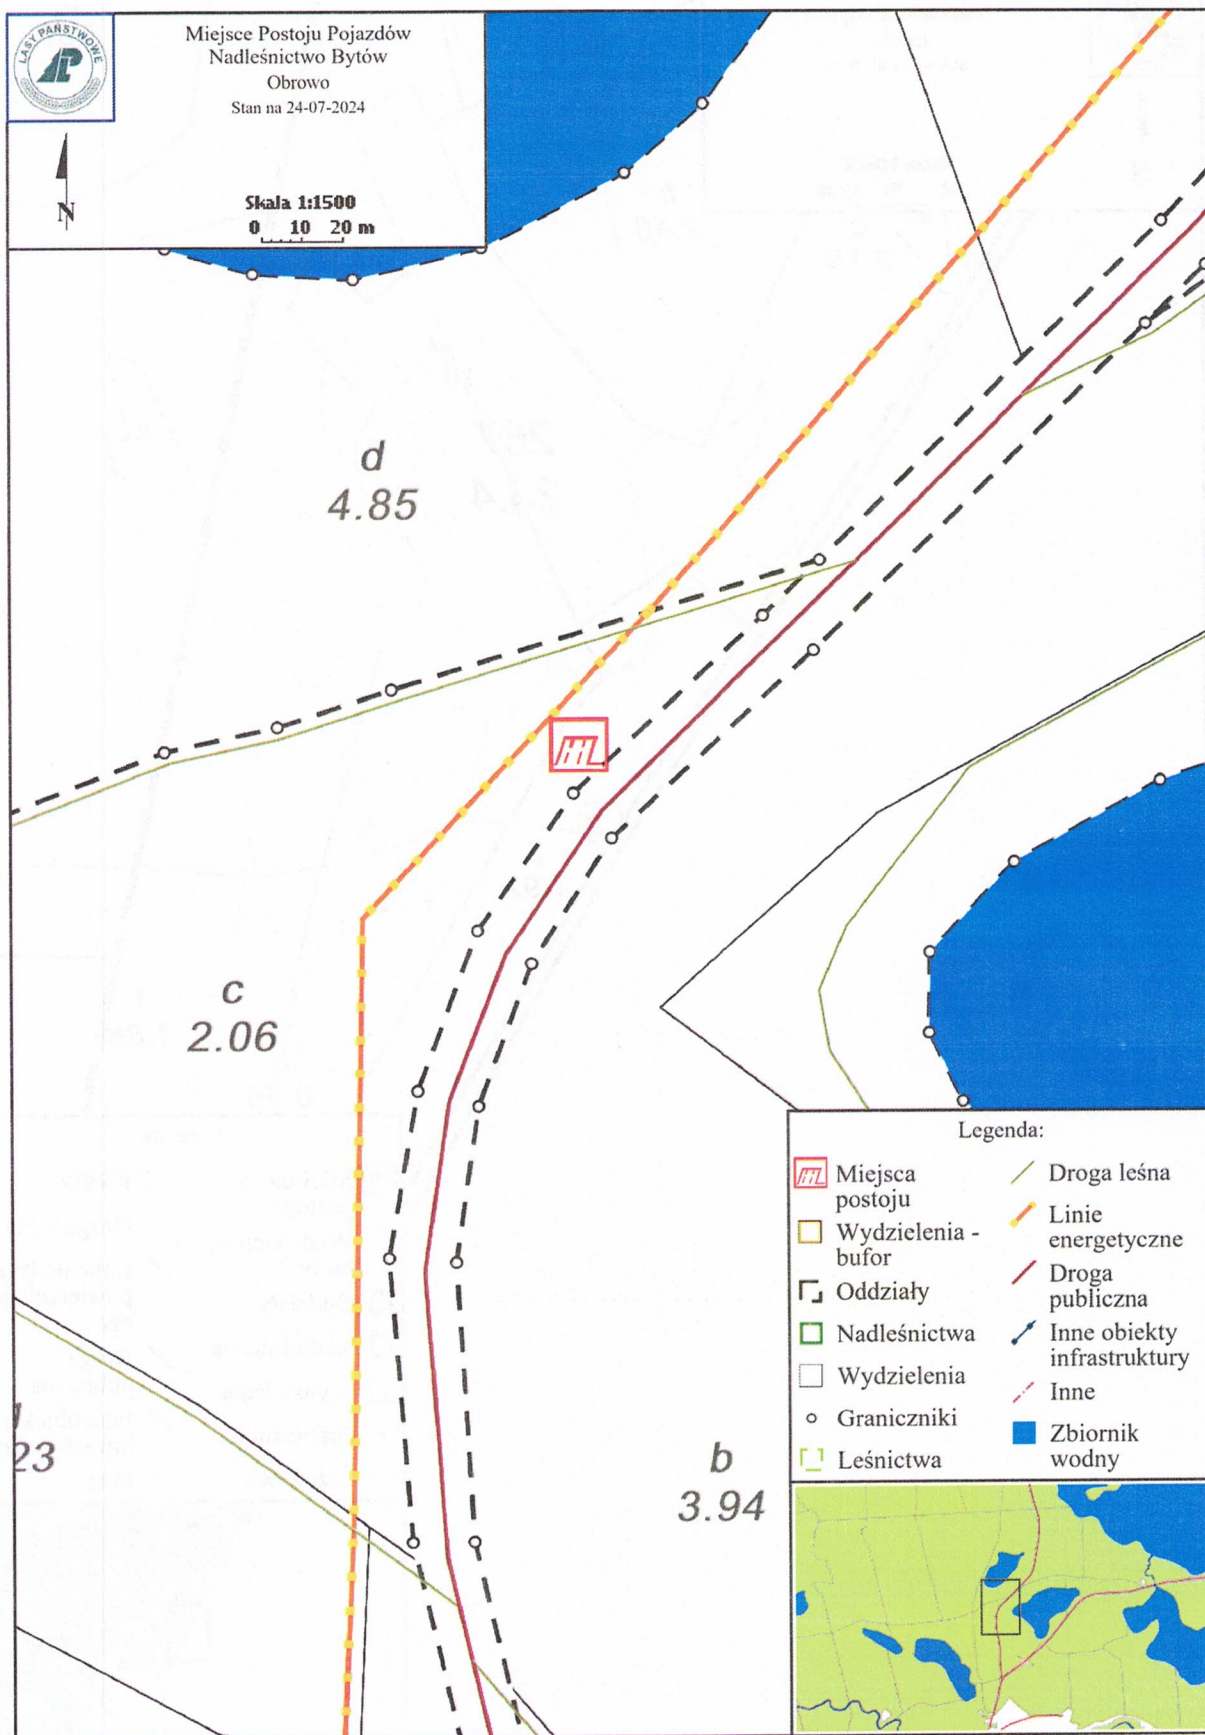 LASY PAŃSTWOWE
Miejsce Postoju Pojazdów
Nadleśnictwo Bytów
Obrowo
Stan na 24-07-2024
N
Skala 1:1500
0 10 20 m
d
4.85
c
2.06
23
b
3.94
Legenda:
Miejsca
postoju
Wydzielenia -
bufor
Oddziały
Nadleśnictwa
Wydzielenia
Graniczniki
Leśnictwa
Droga leśna
Linie
energetyczne
Droga
publiczna
Inne obiekty
infrastruktury
Inne
Zbiornik
wodny